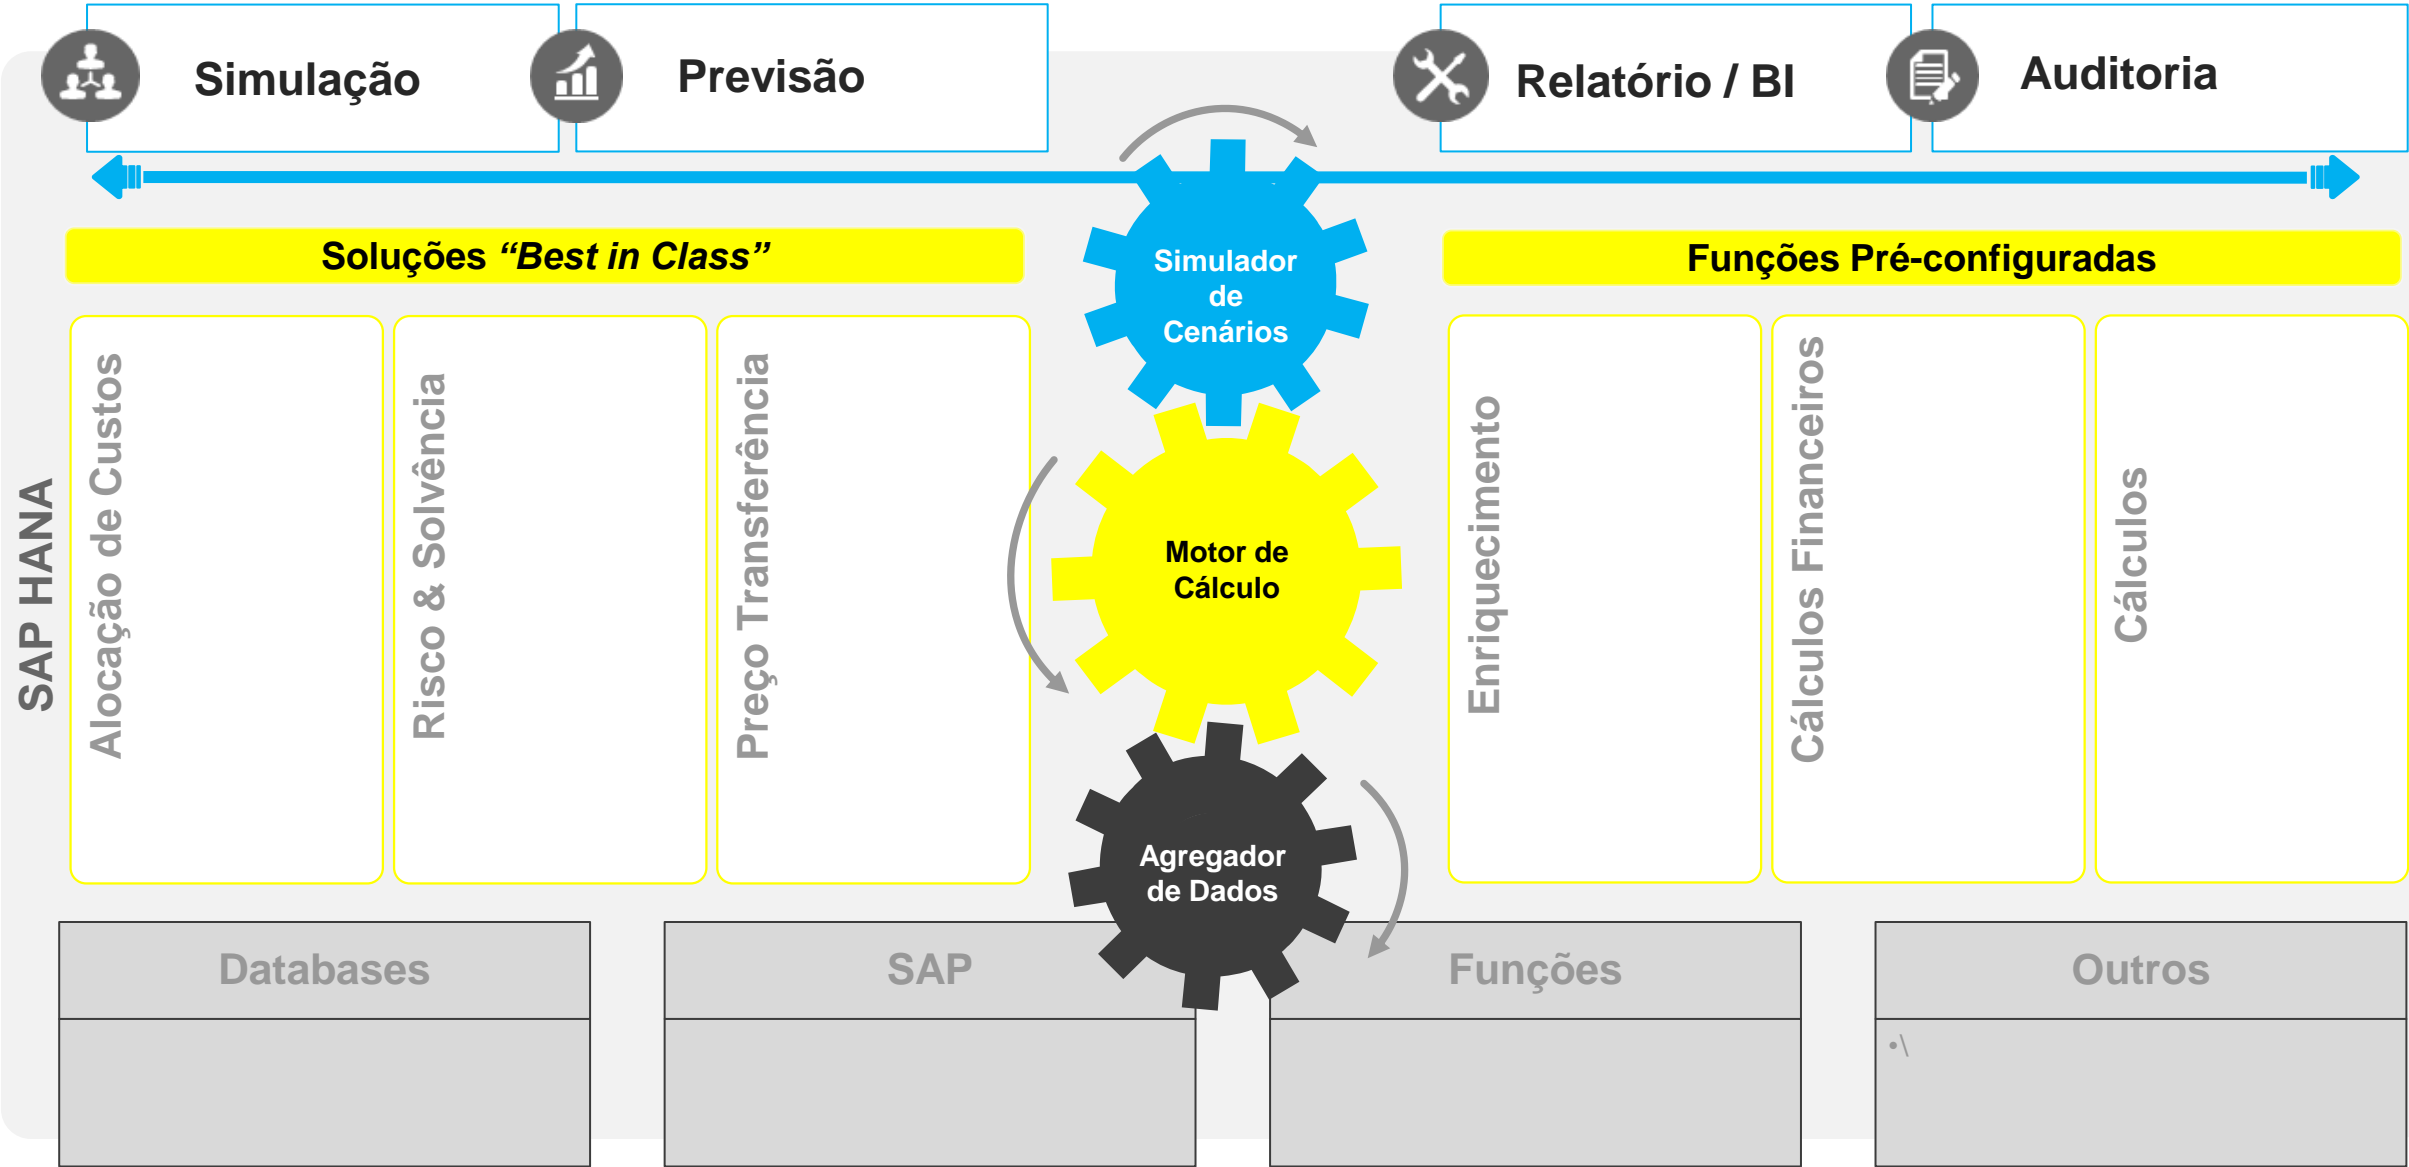 Simulação
Previsão
Relatório / BI
Auditoria
Soluções “Best in Class”
Funções Pré-configuradas
Simulador
de
Cenários
SAP HANA
Alocação de Custos
Risco & Solvência
Preço Transferência
Motor de
Cálculo
Enriquecimento
Cálculos Financeiros
Cálculos
Agregador
de Dados
Databases
SAP
Funções
Outros
•\